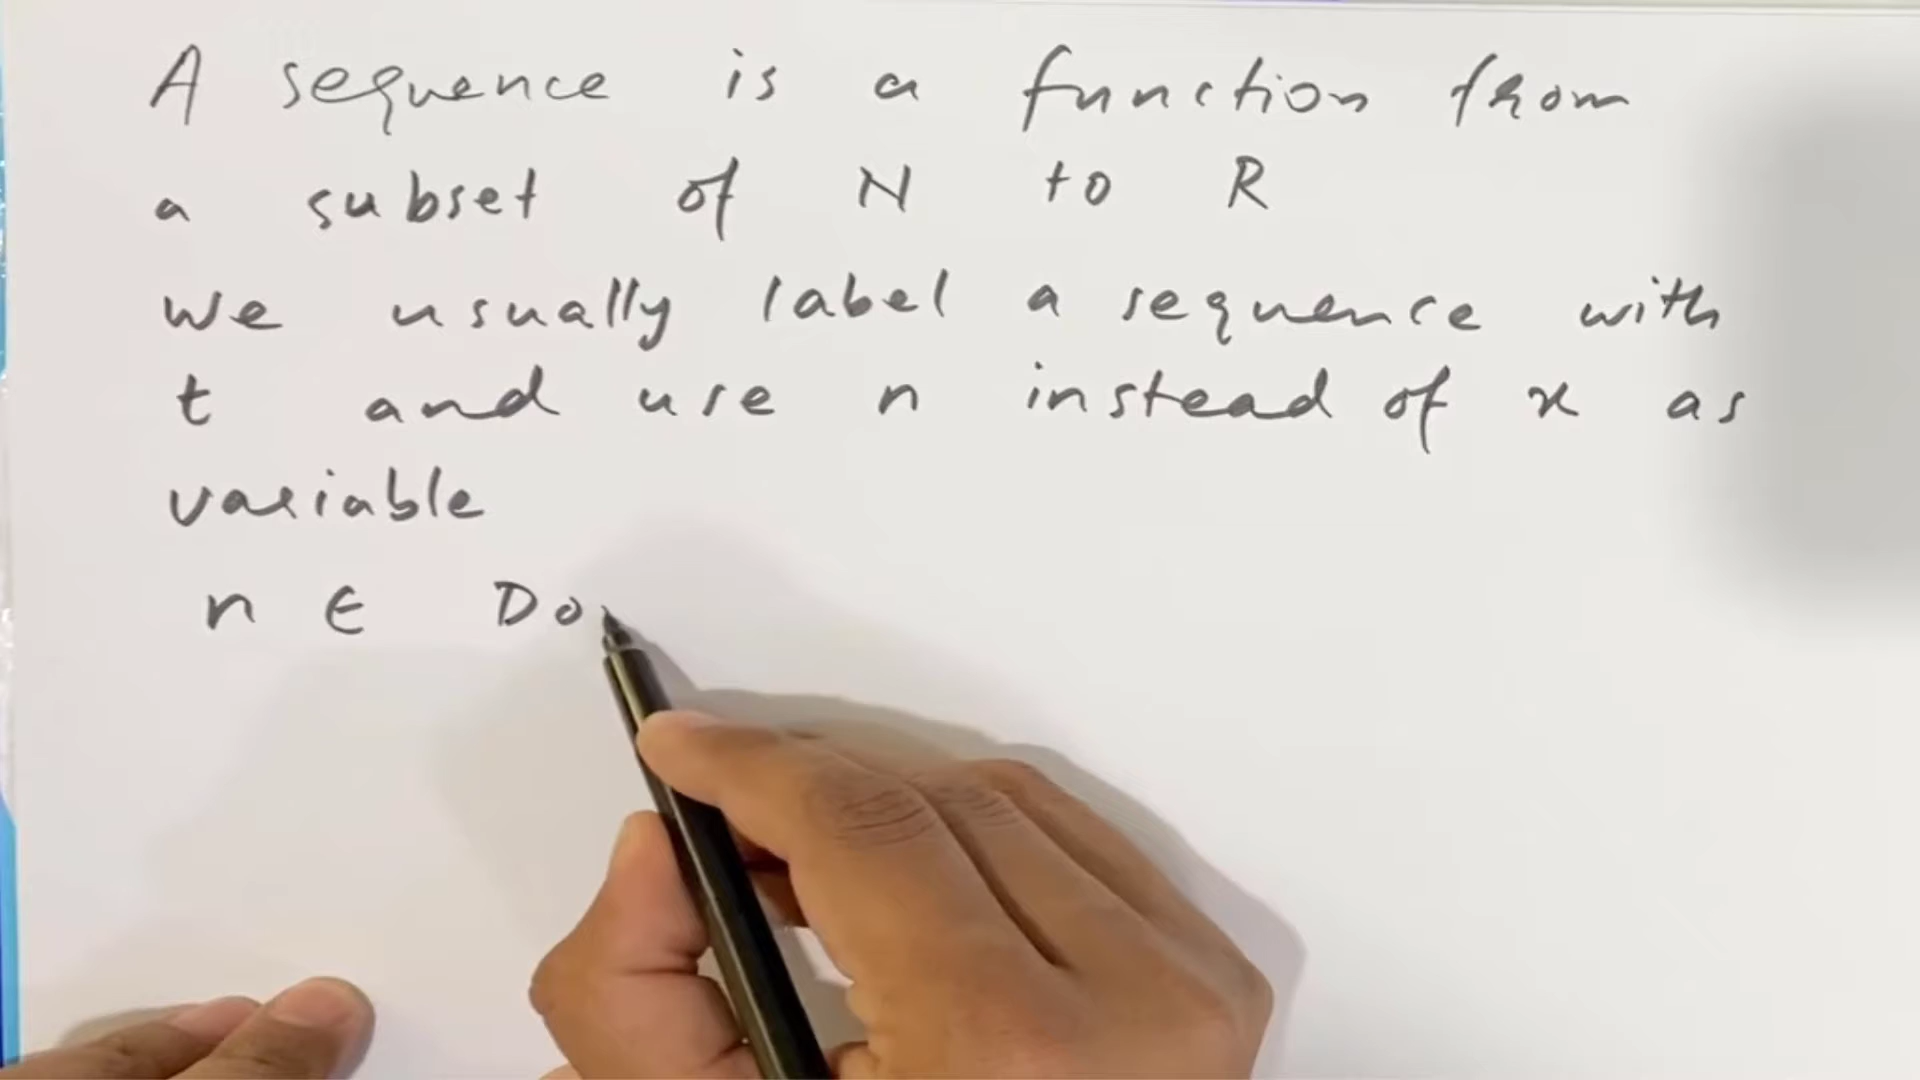 A sequence is a function from
a subset of N to R
we usually label a sequence with
t and use n instead of x as
variable
n ∈ Do